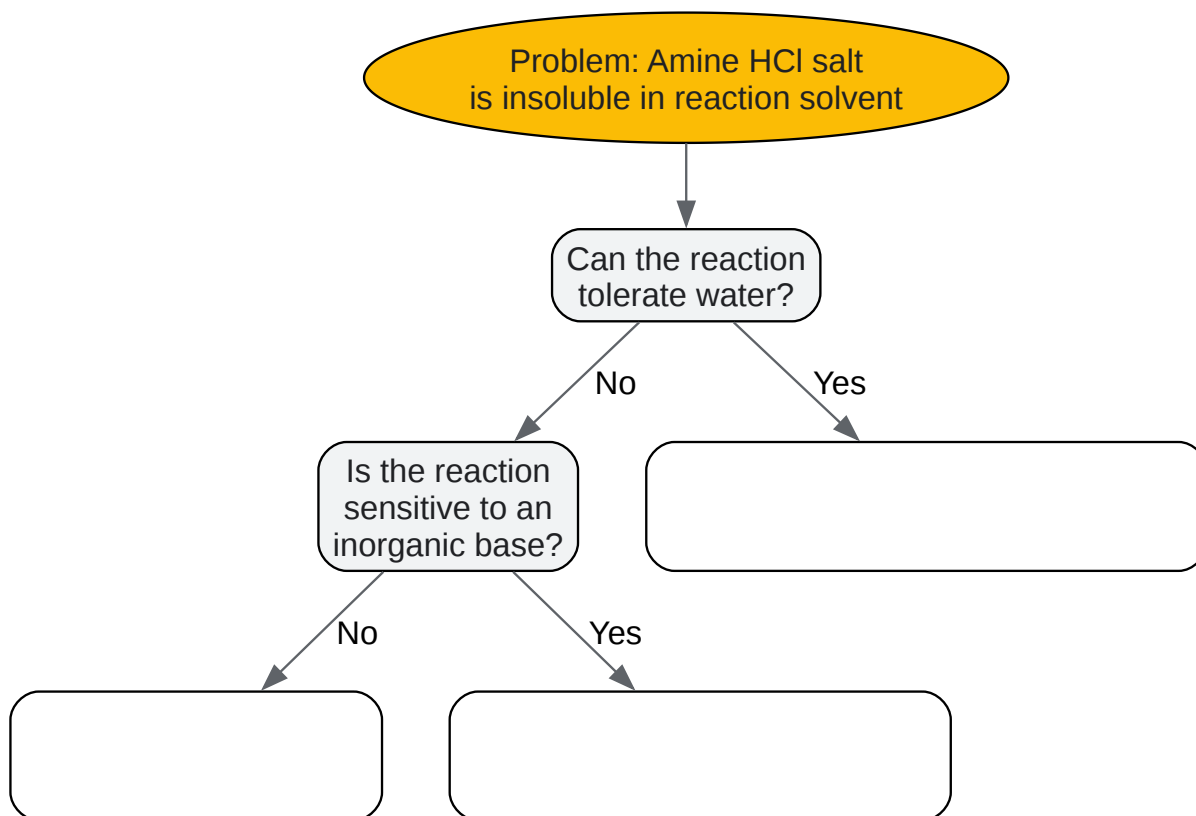 Problem: Amine HCl salt
is insoluble in reaction solvent
Can the reaction
tolerate water?
No
Yes
Is the reaction
sensitive to an
inorganic base?
No
Yes